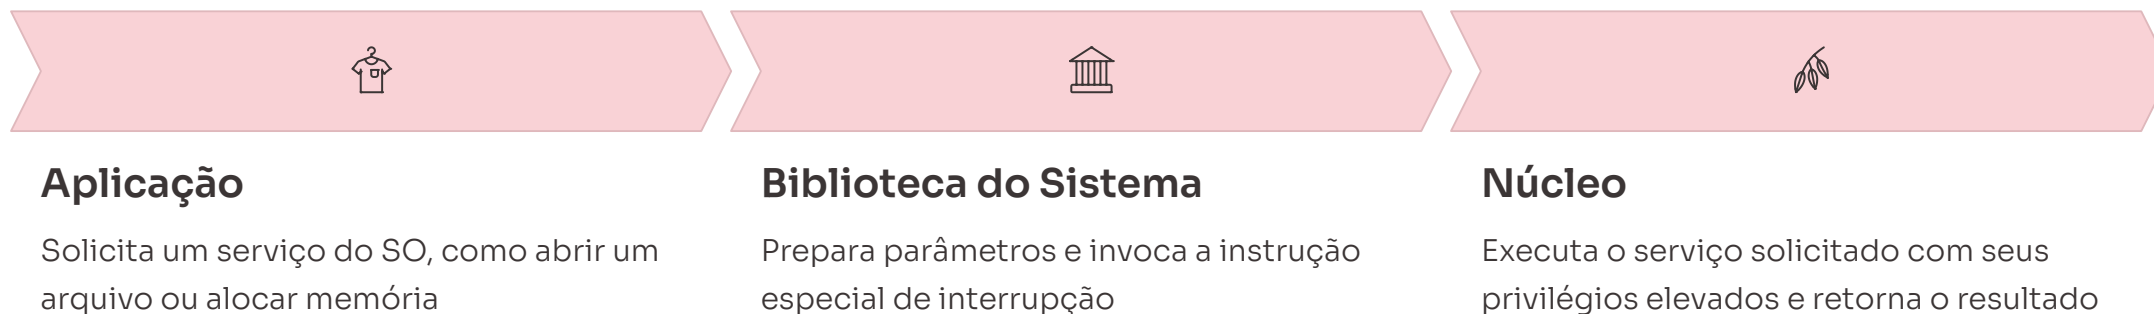 Aplicação
Solicita um serviço do SO, como abrir um
arquivo ou alocar memória
Biblioteca do Sistema
Prepara parâmetros e invoca a instrução
especial de interrupção
Núcleo
Executa o serviço solicitado com seus
privilégios elevados e retorna o resultado